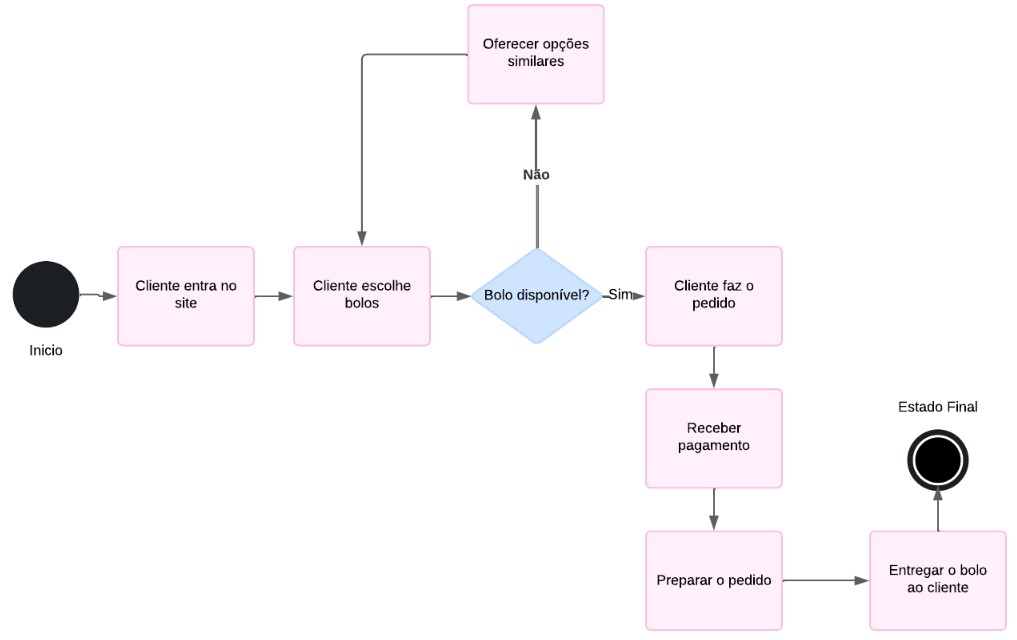 Oferecer opções
similares
Não
Cliente entra no
site
Cliente escolhe
bolos
Bolo disponível?
Sim
Cliente faz o
pedido
Inicio
Receber
pagamento
Estado Final
Preparar o pedido
Entregar o bolo
ao cliente